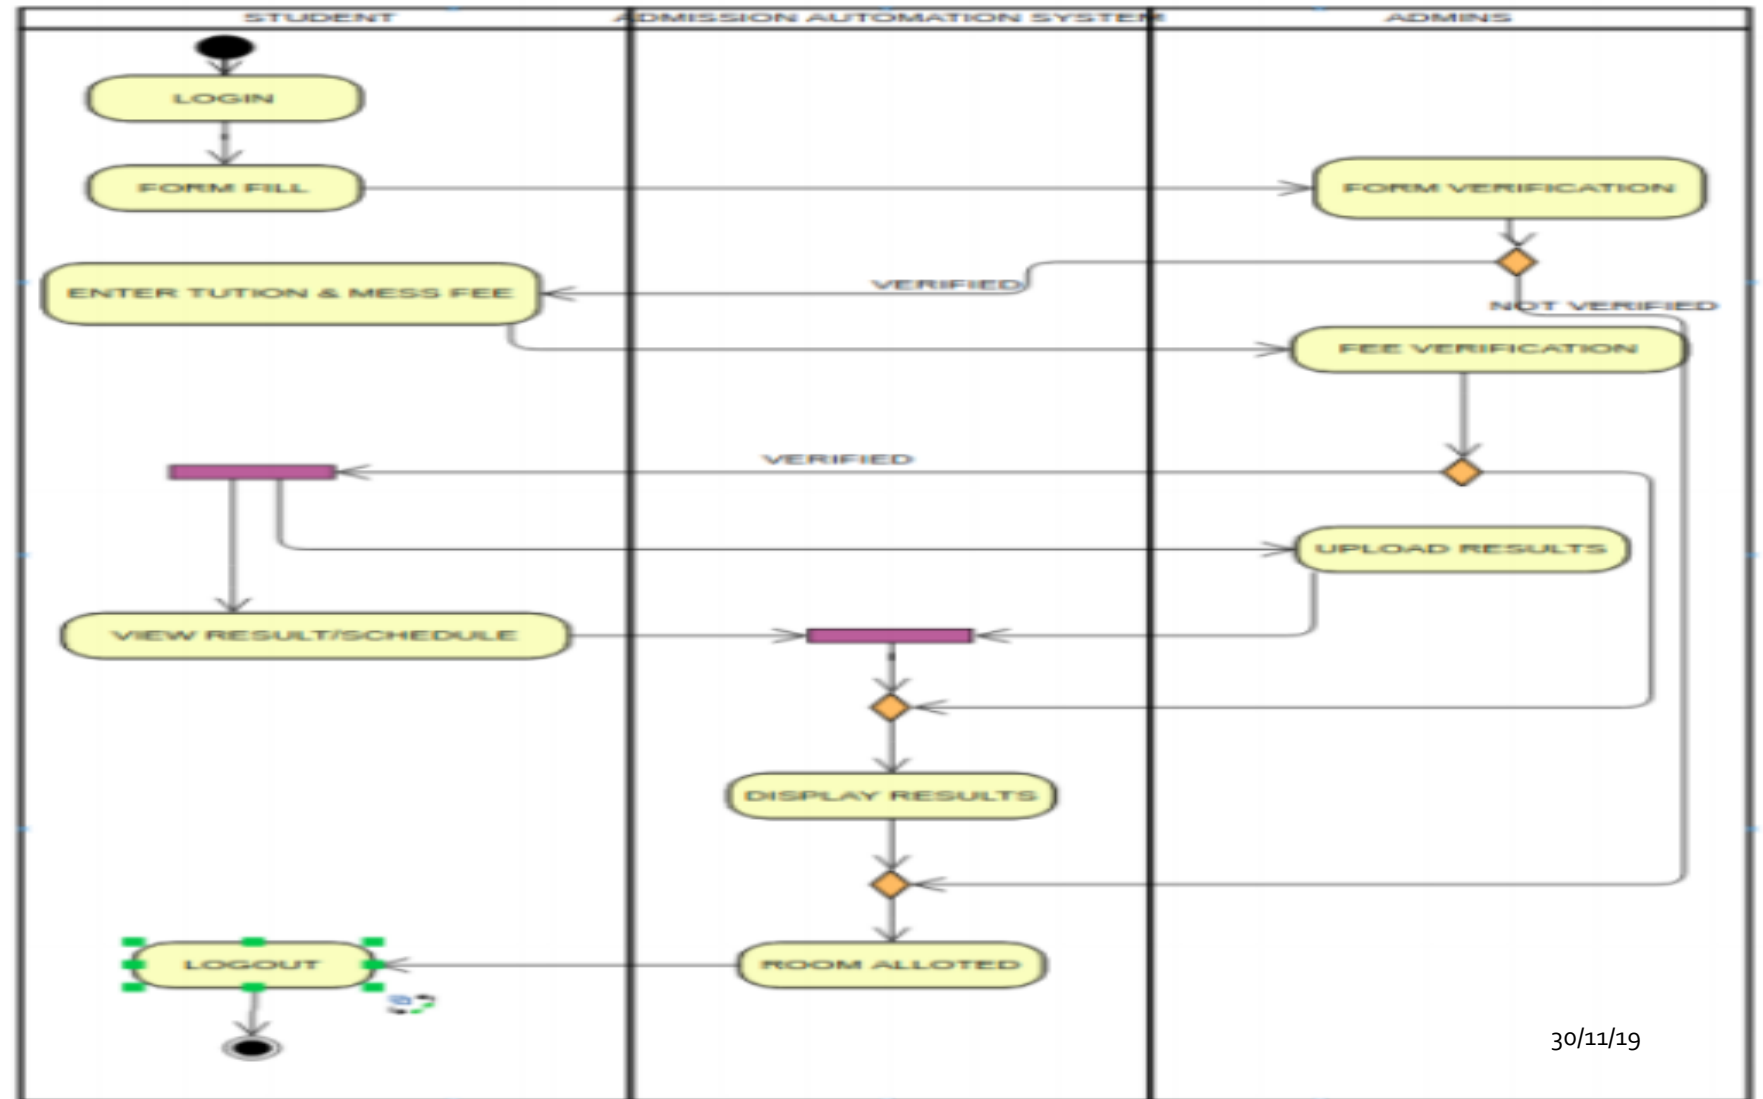 STUDENT
ADMISSION AUTOMATION SYSTEM
ADMINS
LOGIN
FORM FILL
FORM VERIFICATION
VERIFIED
ENTER TUTION & MESS FEE
NOT VERIFIED
FEE VERIFICATION
VERIFIED
UPLOAD RESULTS
VIEW RESULT/SCHEDULE
DISPLAY RESULTS
LOGOUT
ROOM ALLOTED
30/11/19